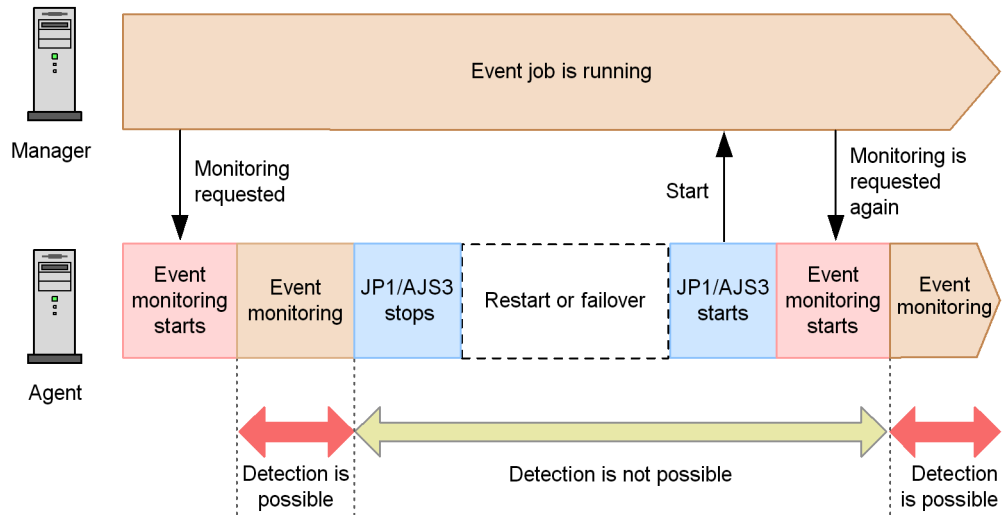 Event job is running
Manager
Monitoring
requested
Start
Monitoring is
requested
again
Event
monitoring
starts
Event
monitoring
JP1/AJS3
stops
Restart or failover
JP1/AJS3
starts
Event
monitoring
starts
Event
monitoring
Agent
Detection is
possible
Detection is not possible
Detection
is possible